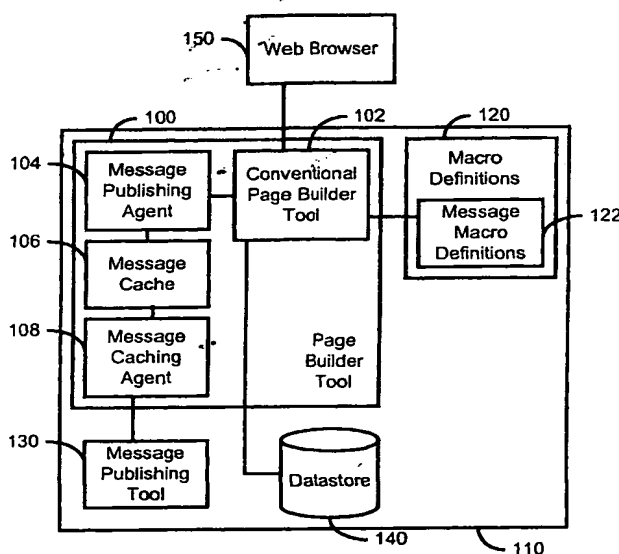 150
Web Browser
100
102
120
104
Message
Publishing
Agent
Conventional
Page Builder
Tool
Macro
Definitions
Message
Macro
Definitions
122
106
Message
Cache
108
Message
Caching
Agent
Page
Builder
Tool
130
Message
Publishing
Tool
Datastore
140
110